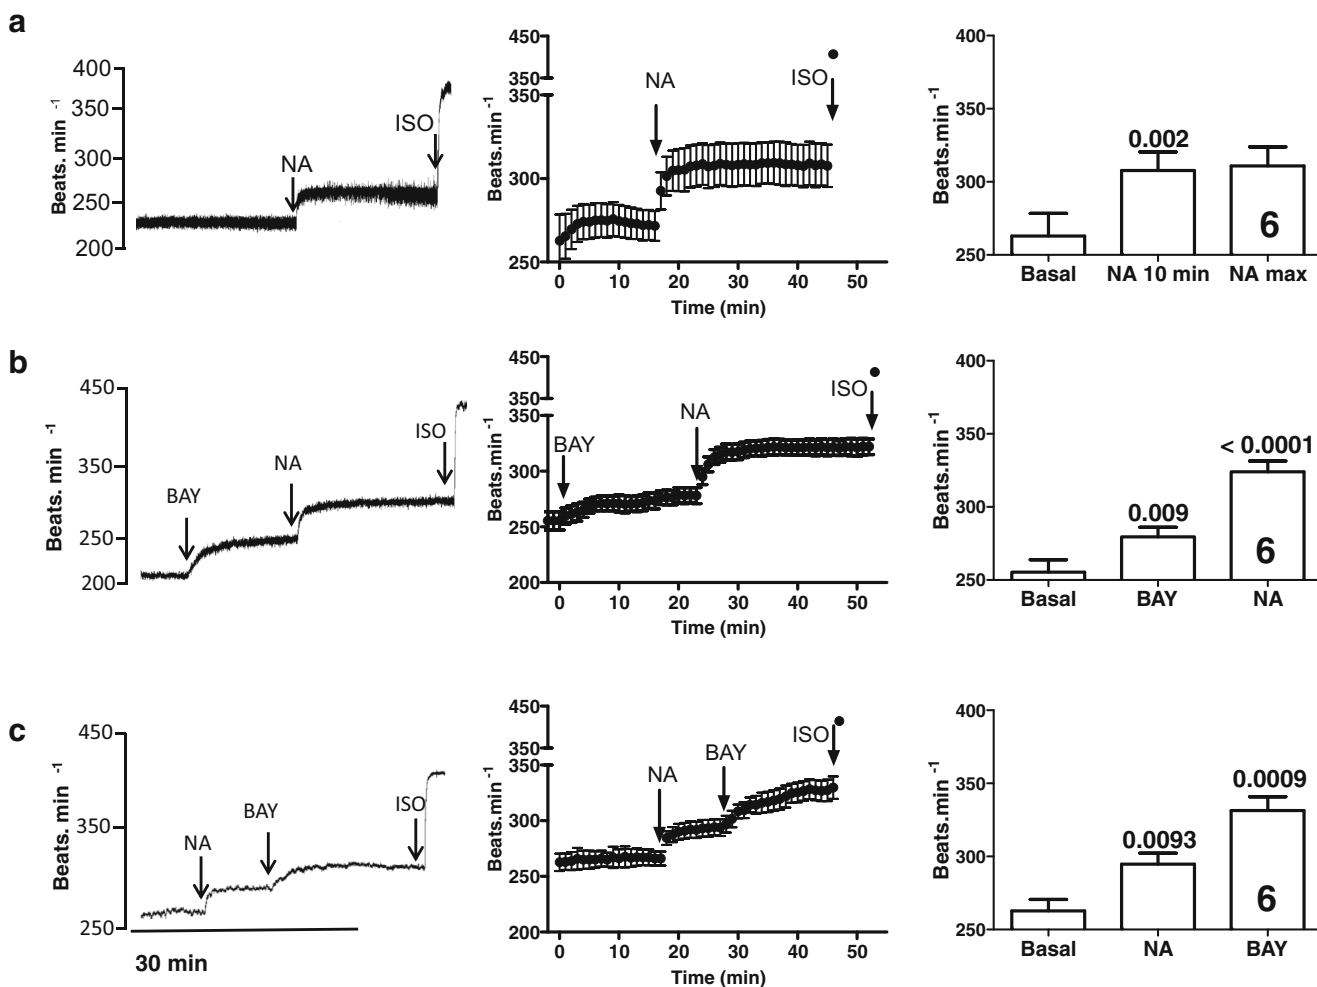 a
400
350
300
250
200
Beats. min -1
NA
ISO
450
350
350
300
250
Beats.min -1
NA
ISO
0 10 20 30 40 50
Time (min)
400
350
300
250
Beats.min -1
0.002
6
Basal NA 10 min NA max
b
450
350
250
200
Beats. min -1
BAY
NA
ISO
450
350
350
300
250
200
Beats.min -1
BAY
NA
ISO
0 10 20 30 40 50
Time (min)
400
350
300
250
Beats.min -1
0.009
< 0.0001
6
Basal BAY NA
c
450
350
250
Beats. min -1
NA
BAY
ISO
30 min
450
350
350
300
250
200
Beats.min -1
NA
BAY
ISO
0 10 20 30 40 50
Time (min)
400
350
300
250
Beats.min -1
0.0093
0.0009
6
Basal NA BAY